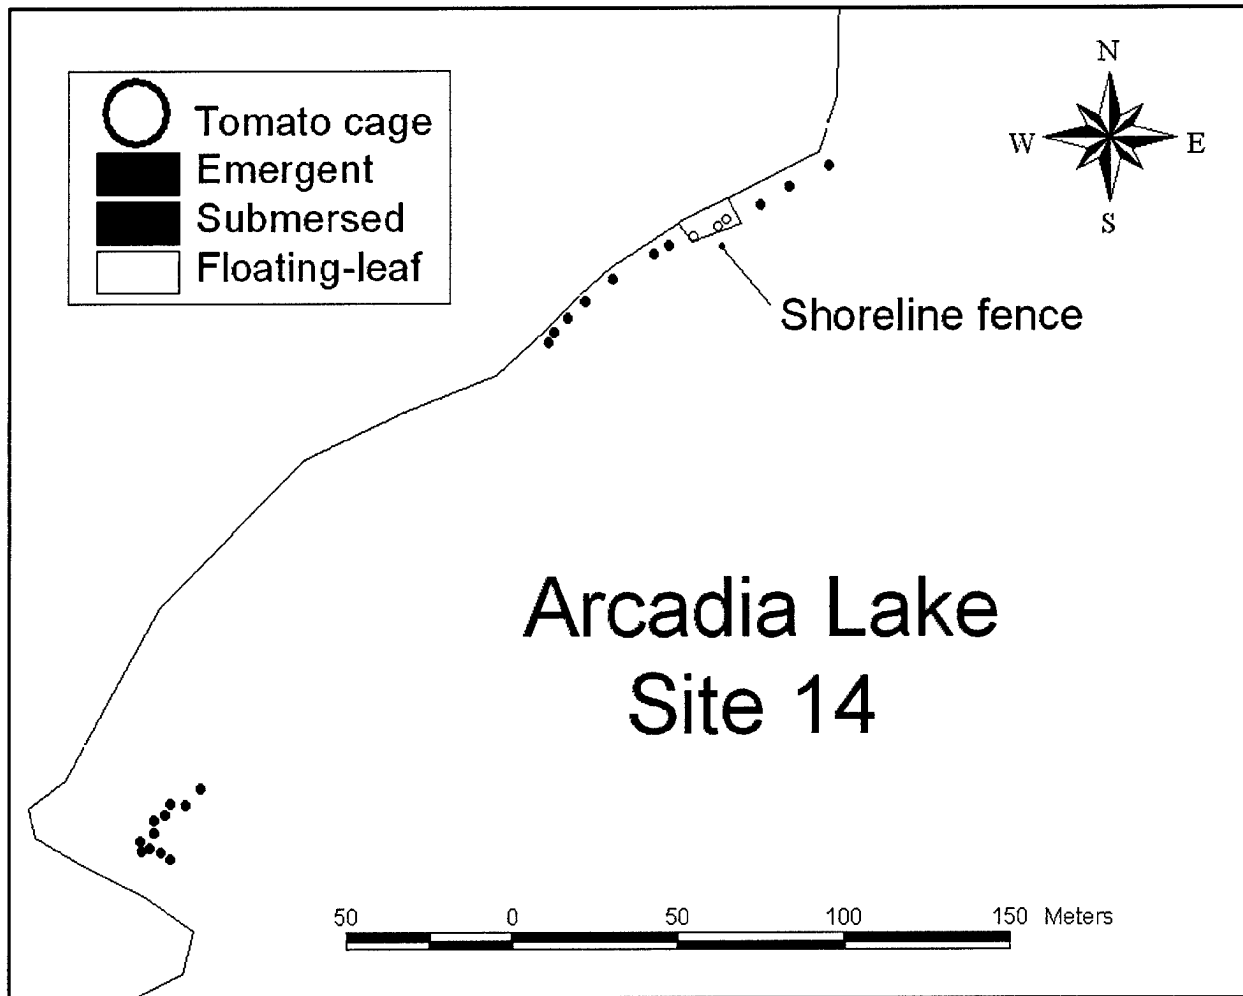 N
W E
S
Tomato cage
Emergent
Submersed
Floating-leaf
Shoreline fence
Arcadia Lake
Site 14
50 0 50 100 150 Meters